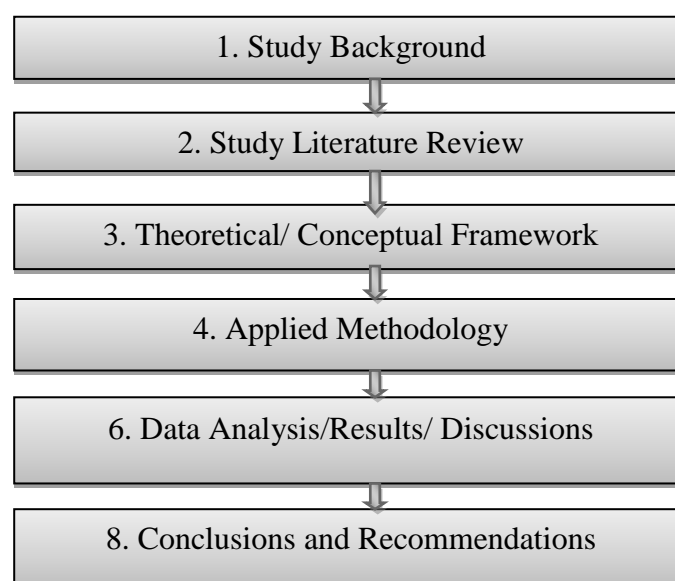 1. Study Background
2. Study Literature Review
3. Theoretical/ Conceptual Framework
4. Applied Methodology
6. Data Analysis/Results/ Discussions
8. Conclusions and Recommendations